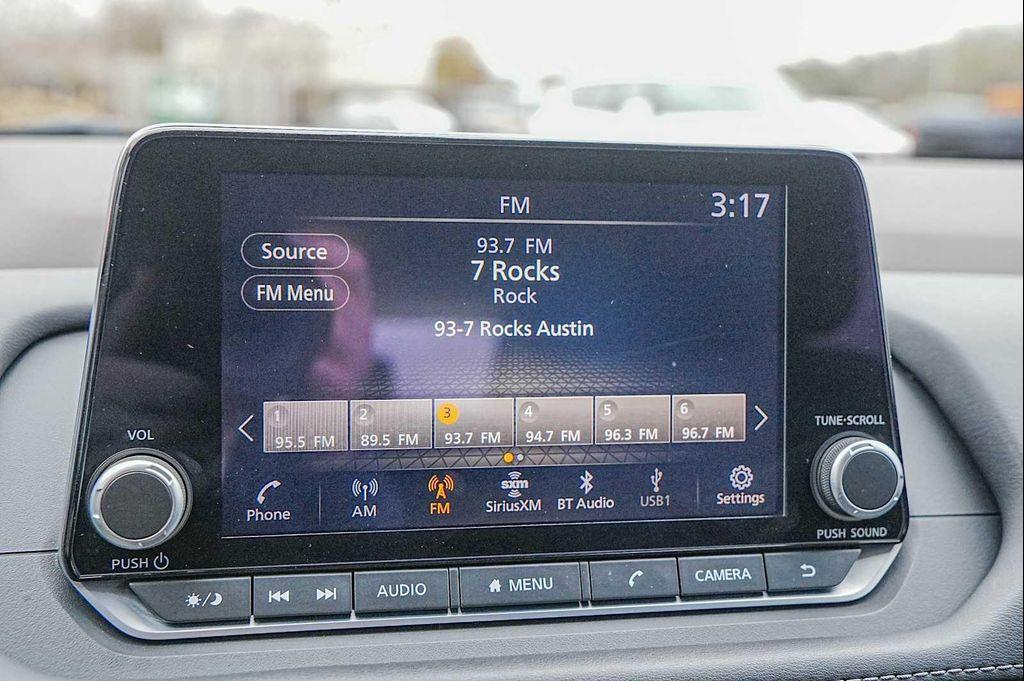 FM
3:17
Source
93.7 FM
7 Rocks
FM Menu
Rock
93-7 Rocks Austin
1
95.5 FM
2
89.5 FM
3
93.7 FM
4
94.7 FM
5
96.3 FM
6
96.7 FM
VOL
TUNE·SCROLL
Phone
AM
FM
sxm
SiriusXM
BT Audio
USB1
Settings
PUSH
PUSH SOUND
AUDIO
MENU
CAMERA